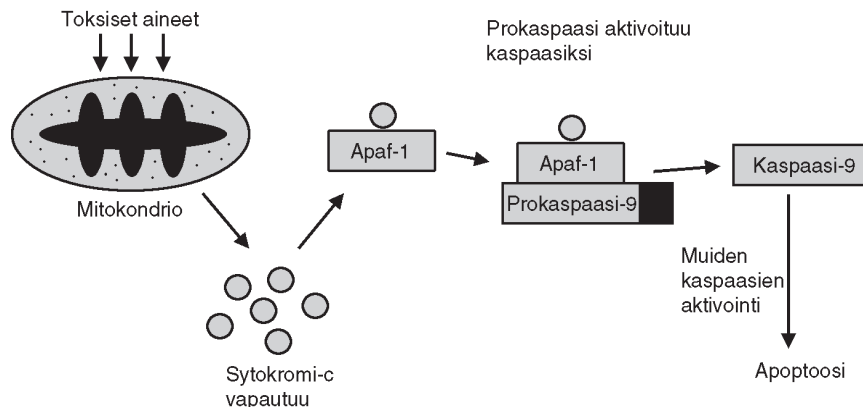 Toksiset aineet
Prokaspaasi aktivoituu
kaspaasiksi
Mitokondrio
Apaf-1
Apaf-1
Prokaspaasi-9
Kaspaasi-9
Sytokromi-c
vapautuu
Muiden
kaspaasien
aktivointi
Apoptoosi